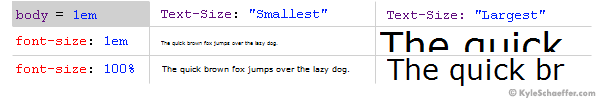 body = 1em Text-Size: "Smallest" Text-Size: "Largest"
font-size: 1em The quick brown fox jumps over the lazy dog. The quick
font-size: 100% The quick brown fox jumps over the lazy dog. The quick br
© KyleSchaeffer.com